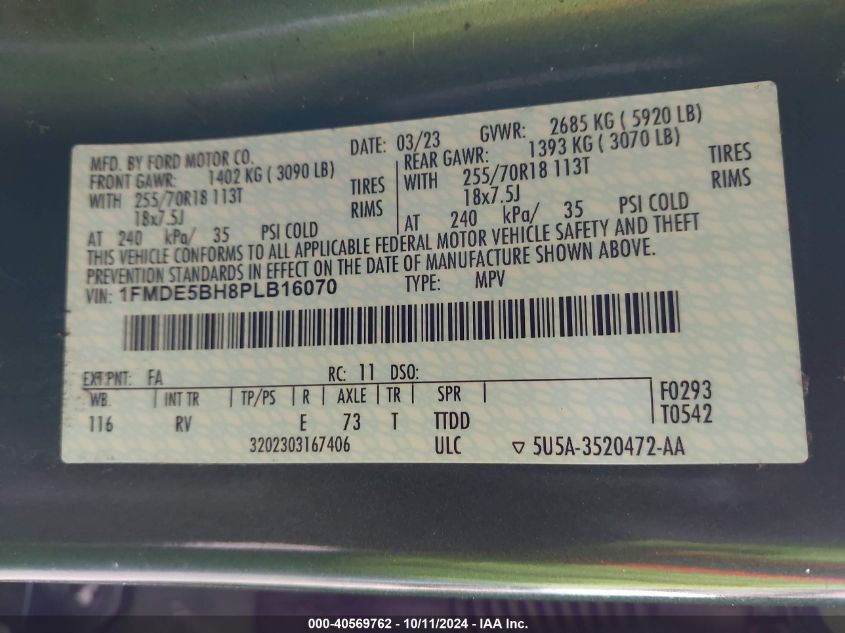 MFD. BY FORD MOTOR CO. DATE: 03/23 GVWR: 2685 KG ( 5920 LB)
FRONT GAWR: 1402 KG ( 3090 LB) REAR GAWR: 1393 KG ( 3070 LB)
WITH 255/70R18 113T TIRES WITH 255/70R18 113T TIRES
18x7.5J RIMS 18x7.5J RIMS
AT 240 kPa/ 35 PSI COLD AT 240 kPa/ 35 PSI COLD
THIS VEHICLE CONFORMS TO ALL APPLICABLE FEDERAL MOTOR VEHICLE SAFETY AND THEFT
PREVENTION STANDARDS IN EFFECT ON THE DATE OF MANUFACTURE SHOWN ABOVE.
VIN: 1FMDE5BH8PLB16070 TYPE: MPV
EXT PNT: FA RC: 11 DSO:
WB INT TR TP/PS R AXLE TR SPR F0293
116 RV E 73 T TTDD T0542
3202303167406 ULC ▽ 5U5A-3520472-AA
000-40569762 - 10/11/2024 - IAA Inc.